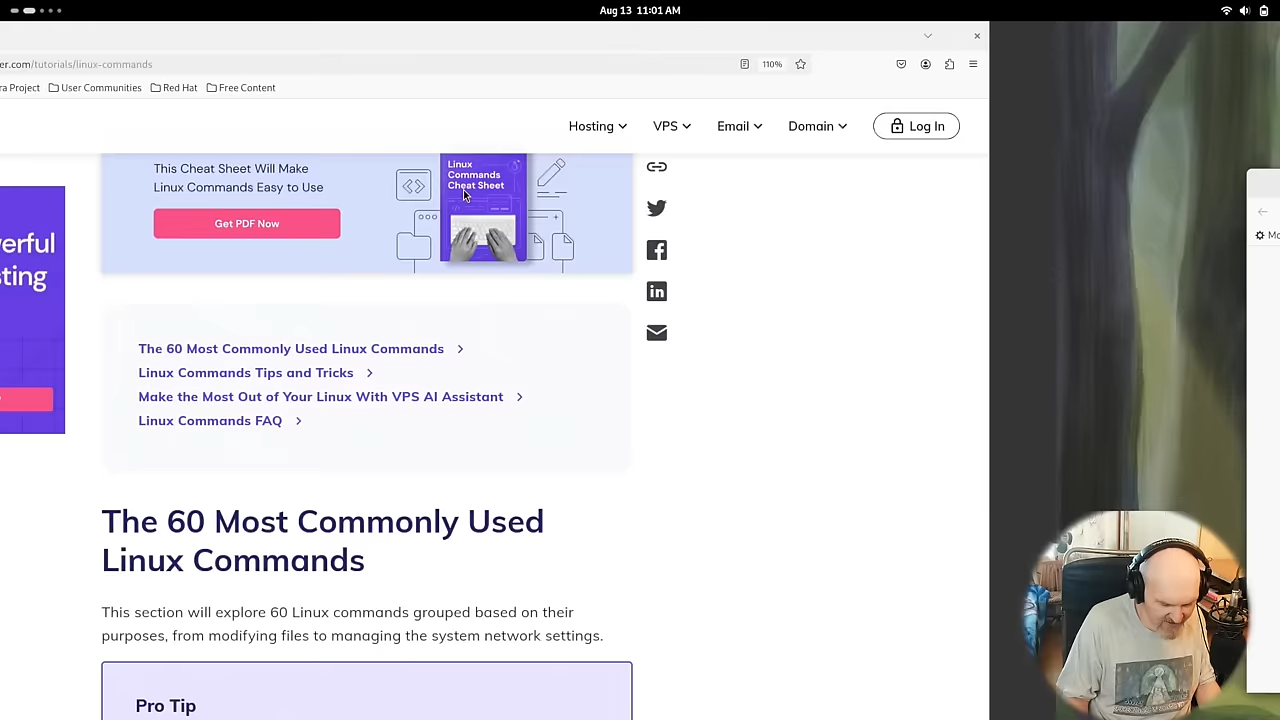 Aug 13 11:01 AM
er.com/tutorials/linux-commands
110%
ra Project
User Communities
Red Hat
Free Content
Hosting
VPS
Email
Domain
Log In
This Cheat Sheet Will Make
Linux Commands Easy to Use
Get PDF Now
Linux
Commands
Cheat Sheet
erful
sting
Mo
The 60 Most Commonly Used Linux Commands
Linux Commands Tips and Tricks
Make the Most Out of Your Linux With VPS AI Assistant
Linux Commands FAQ
The 60 Most Commonly Used
Linux Commands
This section will explore 60 Linux commands grouped based on their
purposes, from modifying files to managing the system network settings.
Pro Tip